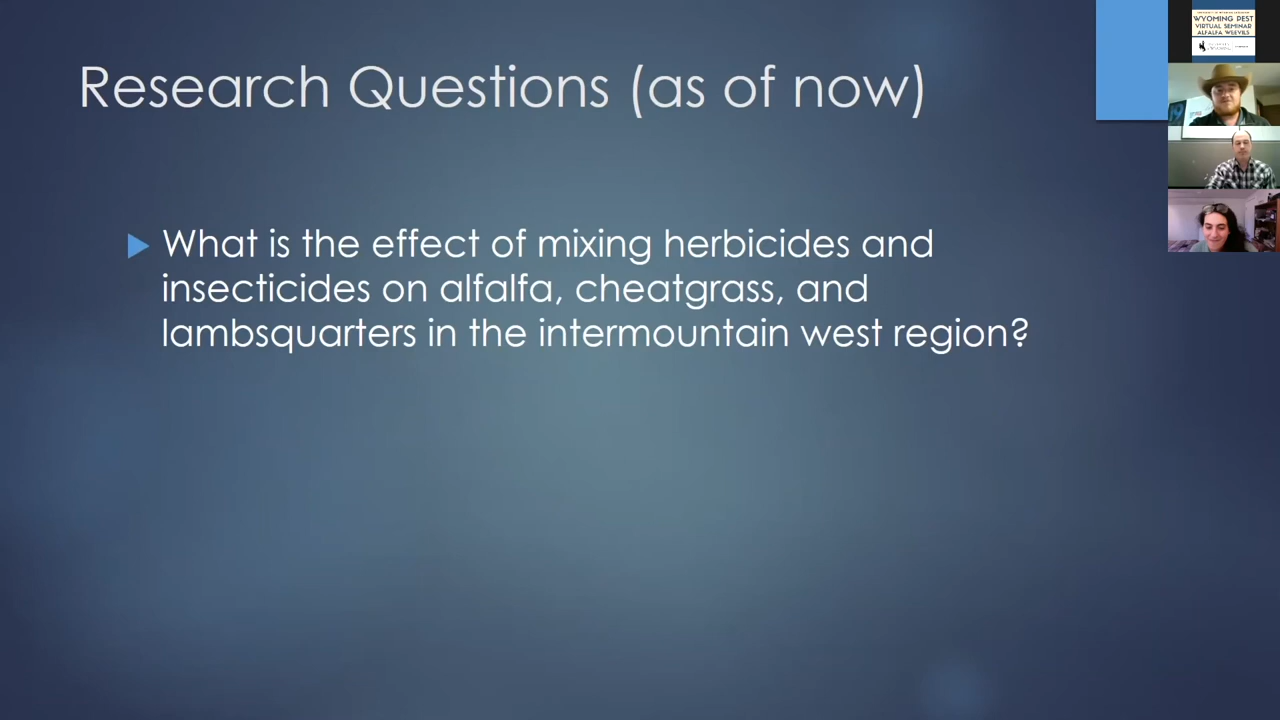 Research Questions (as of now)
What is the effect of mixing herbicides and
insecticides on alfalfa, cheatgrass, and
lambsquarters in the intermountain west region?
WYOMING PEST
VIRTUAL SEMINAR
ALFALFA WEEVILS